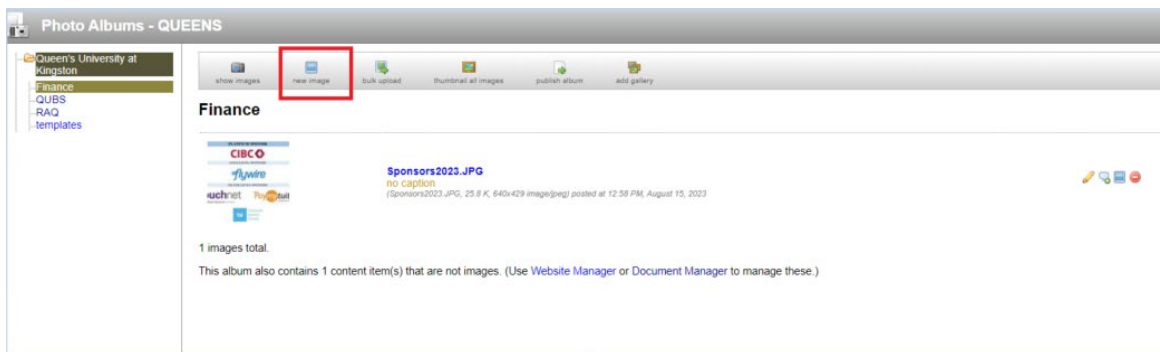 Photo Albums - QUEENS
Queen's University at
Kingston
Finance
QUBS
RAQ
templates
show images
new image
bulk upload
thumbnail all images
publish album
add gallery
Finance
CIBC
flywire
uchnet
Sponsors2023.JPG
no caption
(Sponsors2023.JPG, 25.8 K, 640x429 image/jpeg) posted at 12:58 PM, August 15, 2023
1 images total.
This album also contains 1 content item(s) that are not images. (Use Website Manager or Document Manager to manage these.)